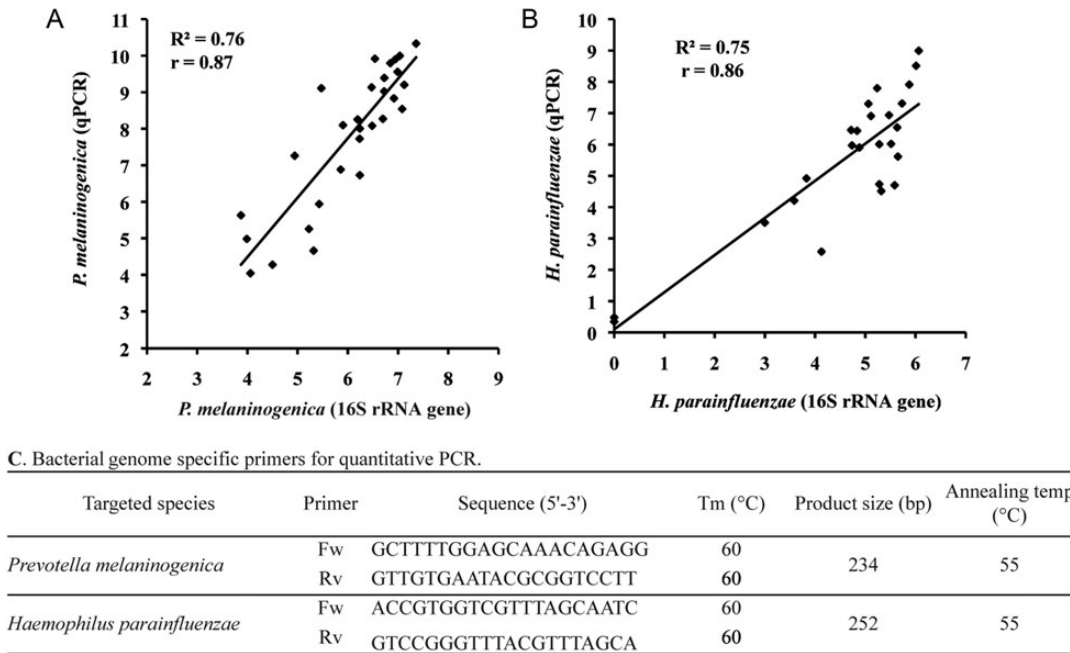 A
R² = 0.76
r = 0.87
11
10
9
8
7
6
5
4
3
2
2 3 4 5 6 7 8 9
P. melaninogenica (qPCR)
P. melaninogenica (16S rRNA gene)
B
R² = 0.75
r = 0.86
10
9
8
7
6
5
4
3
2
1
0
0 1 2 3 4 5 6 7
H. parainfluenzae (qPCR)
H. parainfluenzae (16S rRNA gene)
C. Bacterial genome specific primers for quantitative PCR.
Targeted species Primer Sequence (5'-3') Tm (°C) Product size (bp) Annealing temp (°C)
Prevotella melaninogenica Fw GCTTTTGGAGCAAACAGAGG 60 234 55
Rv GTTGTGAATACGCGGTCCTT 60
Haemophilus parainfluenzae Fw ACCGTGGTCGTTTAGCAATC 60 252 55
Rv GTCCGGGTTTACGTTTAGCA 60